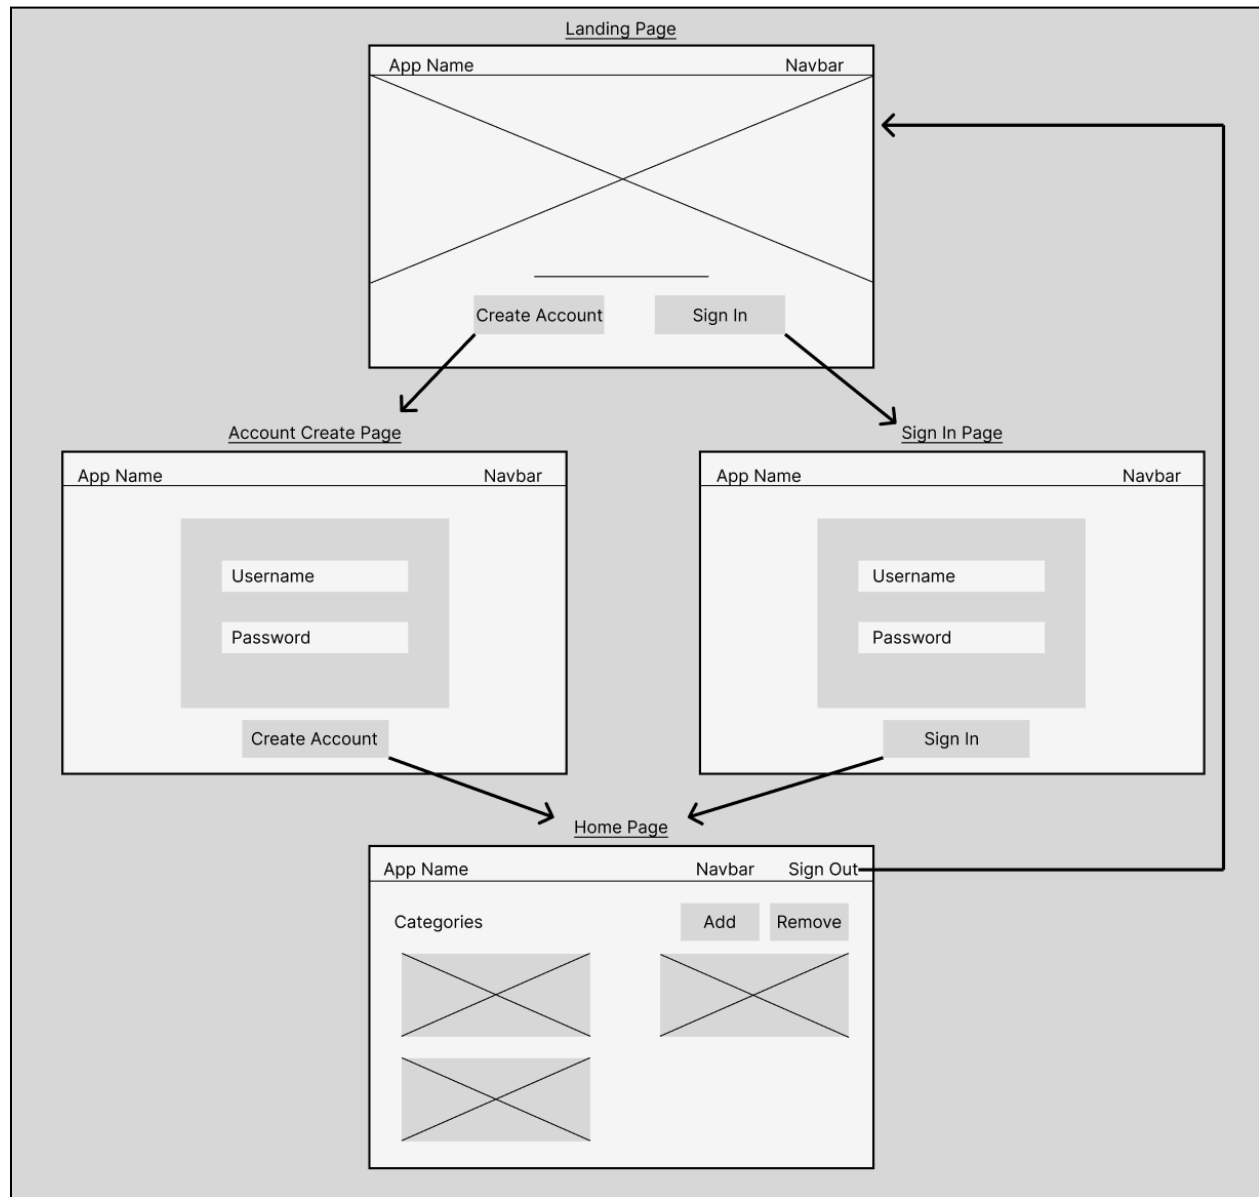 Landing Page
App Name Navbar
Create Account Sign In
Account Create Page
App Name Navbar
Username
Password
Create Account
Sign In Page
App Name Navbar
Username
Password
Sign In
Home Page
App Name Navbar Sign Out
Categories Add Remove